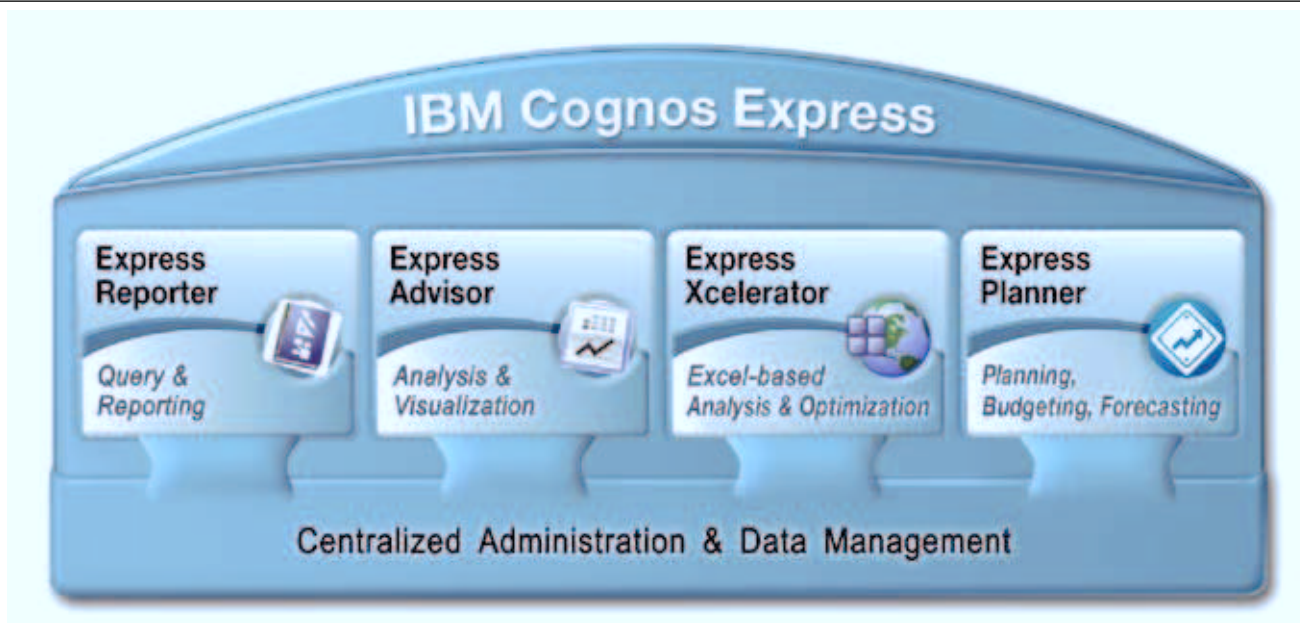 IBM Cognos Express
Express
Reporter
Query &
Reporting
Express
Advisor
Analysis &
Visualization
Express
Xcelerator
Excel-based
Analysis & Optimization
Express
Planner
Planning,
Budgeting, Forecasting
Centralized Administration & Data Management